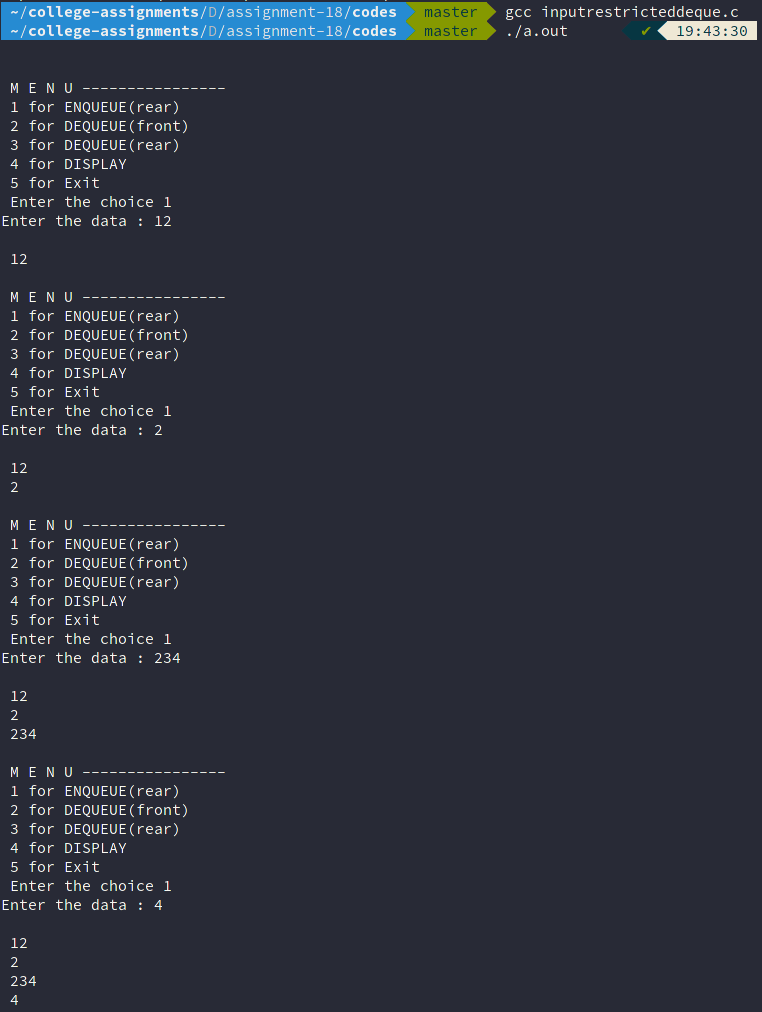 ~/college-assignments/D/assignment-18/codes master gcc inputrestricteddeque.c
~/college-assignments/D/assignment-18/codes master ./a.out ✔ 19:43:30
M E N U ----------------
1 for ENQUEUE(rear)
2 for DEQUEUE(front)
3 for DEQUEUE(rear)
4 for DISPLAY
5 for Exit
Enter the choice 1
Enter the data : 12
12
M E N U ----------------
1 for ENQUEUE(rear)
2 for DEQUEUE(front)
3 for DEQUEUE(rear)
4 for DISPLAY
5 for Exit
Enter the choice 1
Enter the data : 2
12
2
M E N U ----------------
1 for ENQUEUE(rear)
2 for DEQUEUE(front)
3 for DEQUEUE(rear)
4 for DISPLAY
5 for Exit
Enter the choice 1
Enter the data : 234
12
2
234
M E N U ----------------
1 for ENQUEUE(rear)
2 for DEQUEUE(front)
3 for DEQUEUE(rear)
4 for DISPLAY
5 for Exit
Enter the choice 1
Enter the data : 4
12
2
234
4